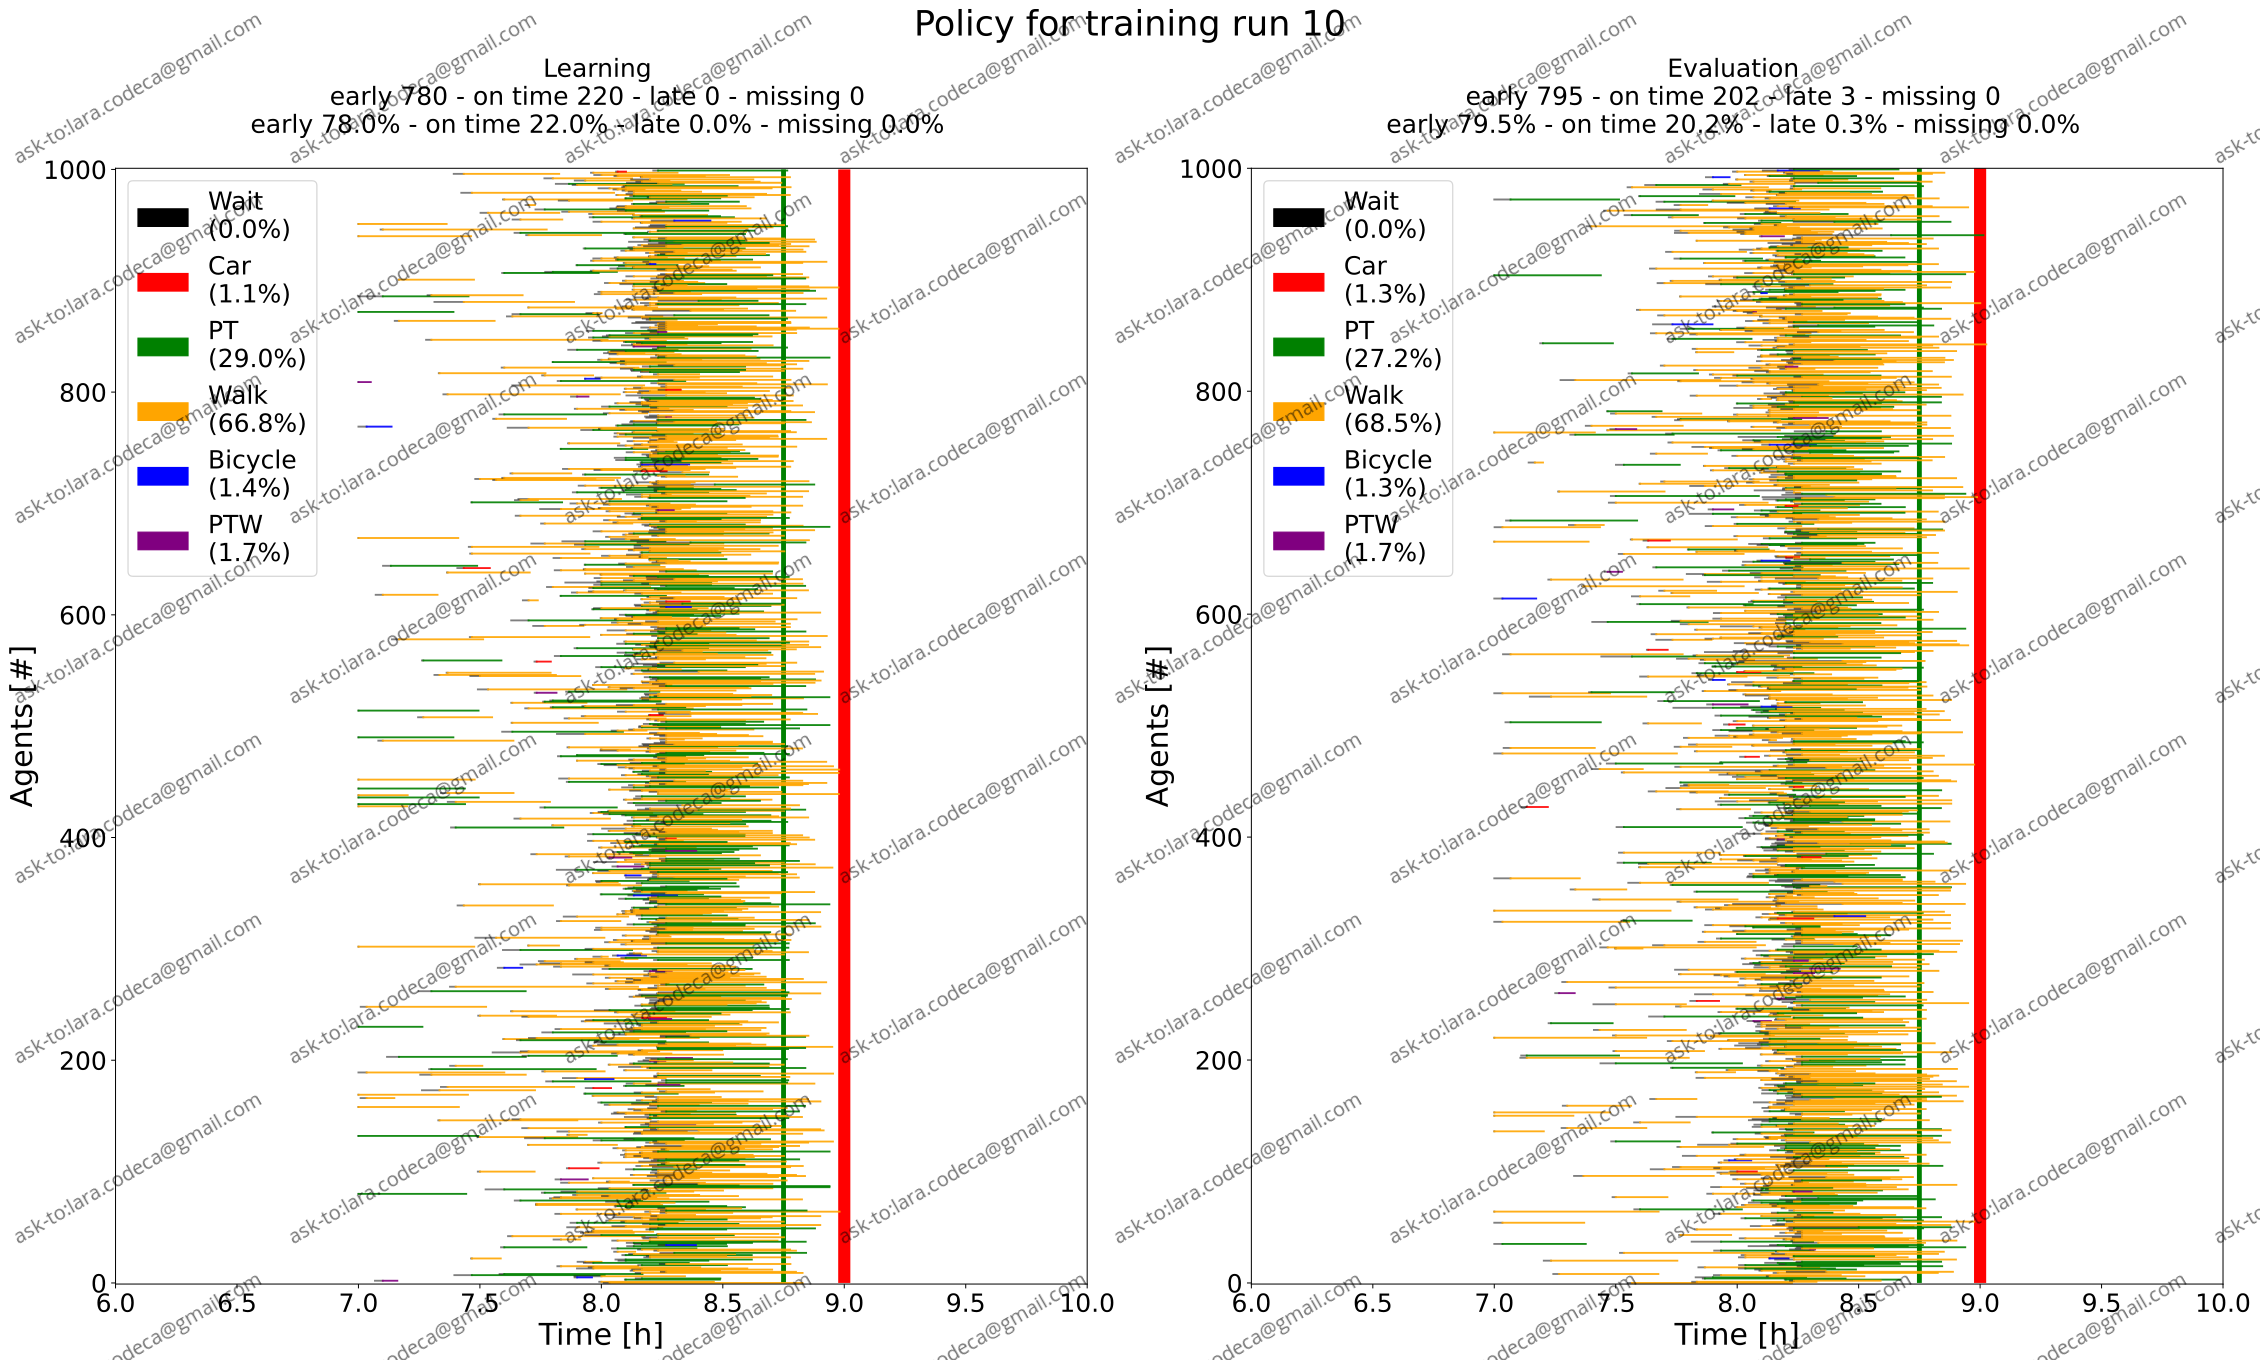 Policy for training run 10
Learning
early 780 - on time 220 - late 0 - missing 0
early 78.0% - on time 22.0% - late 0.0% - missing 0.0%
1000
800
600
400
200
0
Agents [#]
Wait
(0.0%)
Car
(1.1%)
PT
(29.0%)
Walk
(66.8%)
Bicycle
(1.4%)
PTW
(1.7%)
6.0 6.5 7.0 7.5 8.0 8.5 9.0 9.5 10.0
Time [h]
Evaluation
early 795 - on time 202 - late 3 - missing 0
early 79.5% - on time 20.2% - late 0.3% - missing 0.0%
1000
800
600
400
200
0
Agents [#]
Wait
(0.0%)
Car
(1.3%)
PT
(27.2%)
Walk
(68.5%)
Bicycle
(1.3%)
PTW
(1.7%)
6.0 6.5 7.0 7.5 8.0 8.5 9.0 9.5 10.0
Time [h]
ask-to:lara.codeca@gmail.com